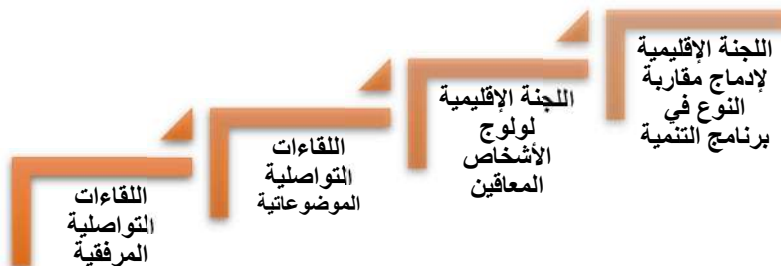 اللجنة الإقليمية
لإدماج مقاربة
النوع في
برنامج التنمية
اللجنة الإقليمية
لولوج
الأشخاص
المعاقين
اللقاءات
التواصلية
الموضوعاتية
اللقاءات
التواصلية
المرفقية